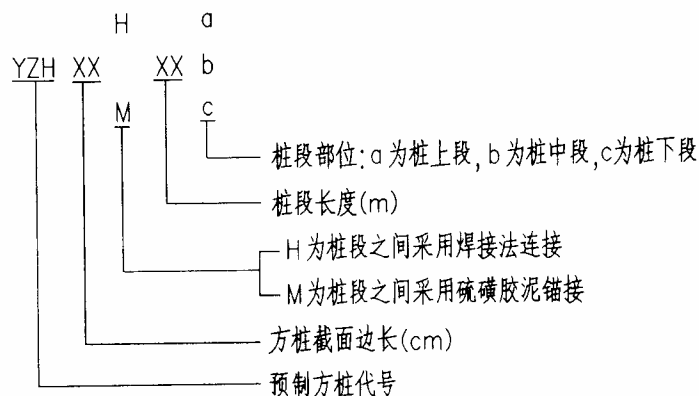 H a
YZH XX XX b
M c
桩段部位:a为桩上段,b为桩中段,c为桩下段
桩段长度(m)
H为桩段之间采用焊接法连接
M为桩段之间采用硫磺胶泥锚接
方桩截面边长(cm)
预制方桩代号